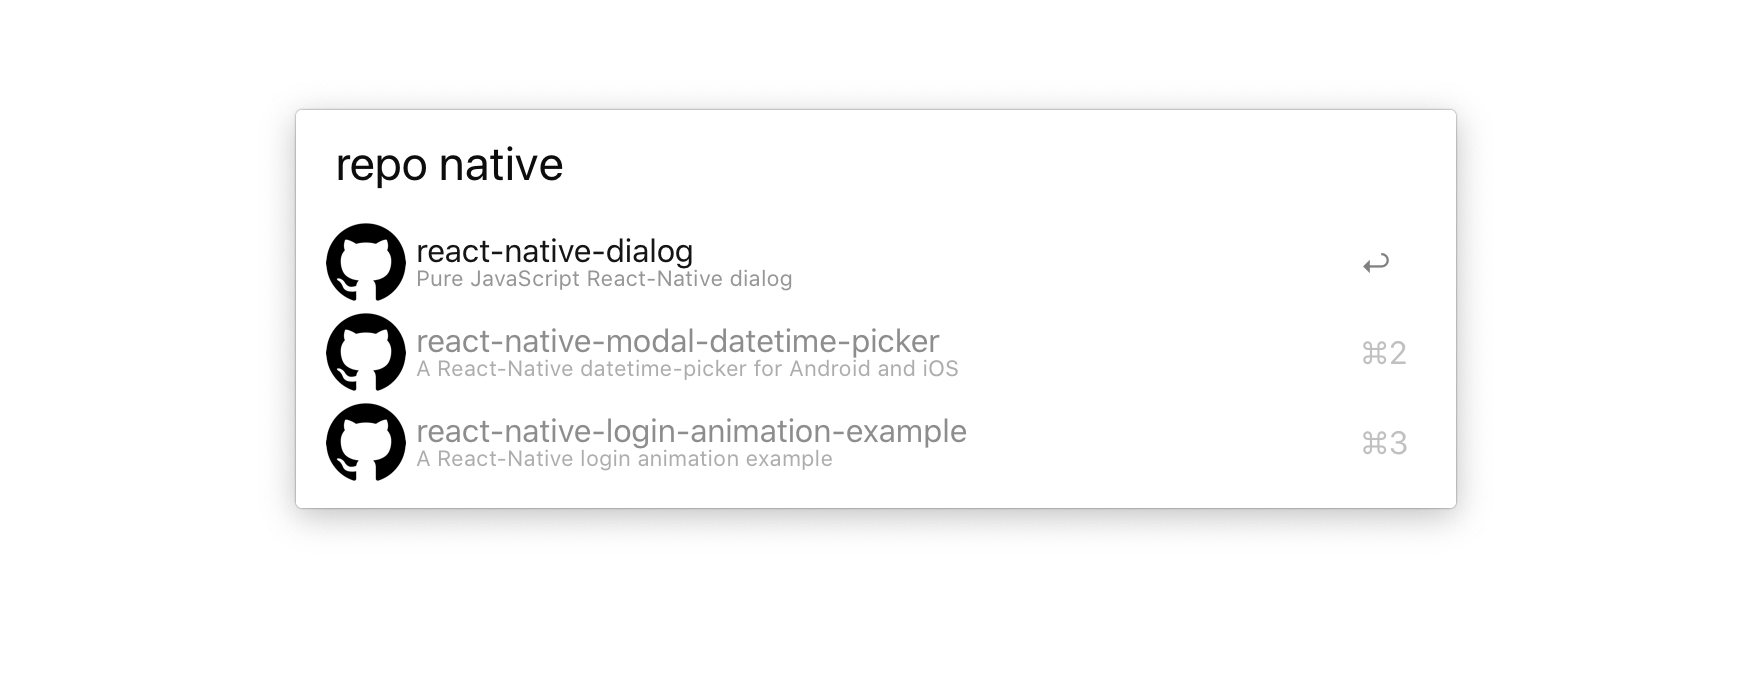 repo native
react-native-dialog
Pure JavaScript React-Native dialog
react-native-modal-datetime-picker
A React-Native datetime-picker for Android and iOS
⌘2
react-native-login-animation-example
A React-Native login animation example
⌘3